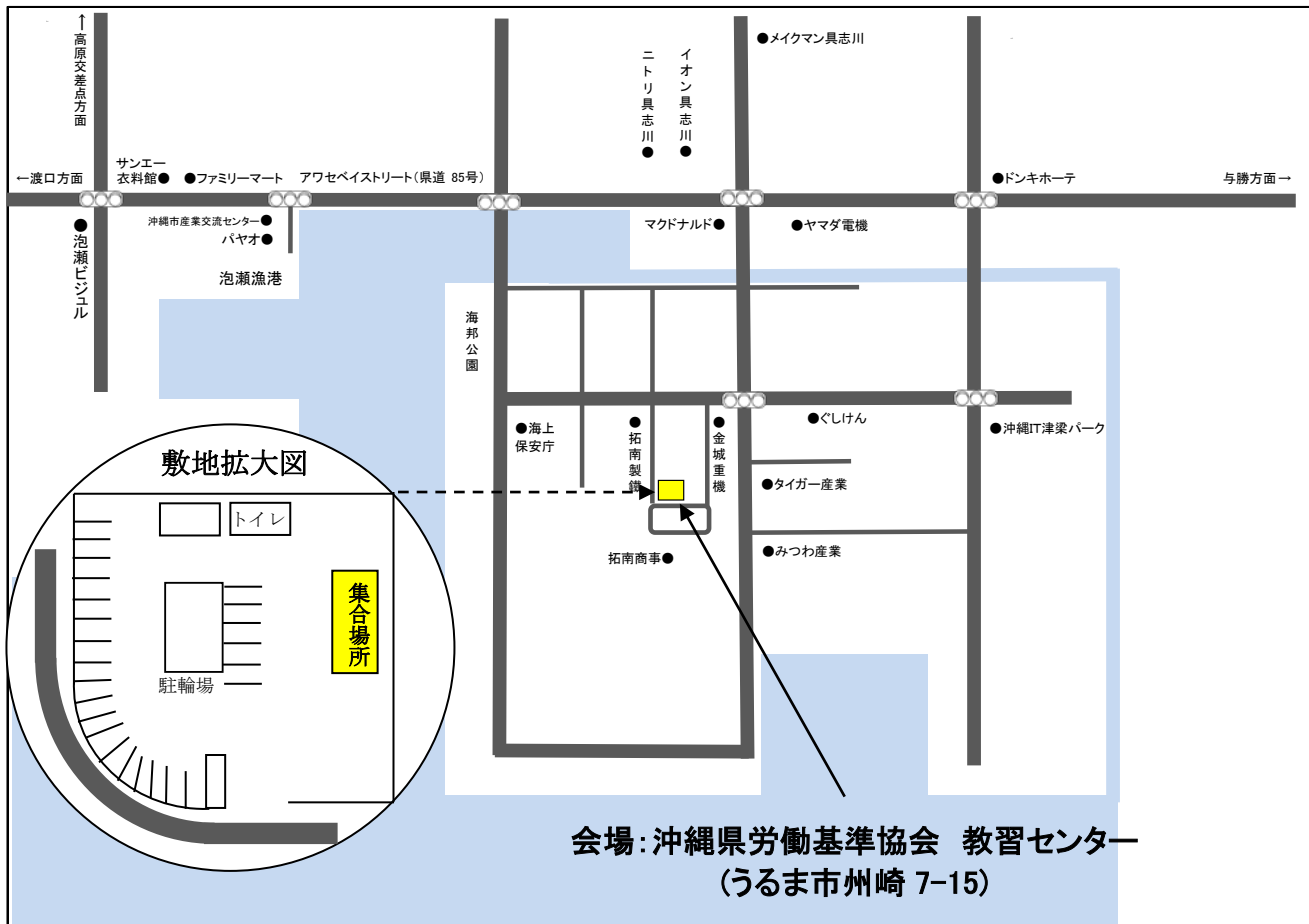 ↑高原交差点方面
●メイクマン具志川
ニトリ具志川●
イオン具志川●
←渡口方面
サンエー
衣料館●
●ファミリーマート
アワセベイストリート(県道 85号)
●ドンキホーテ
与勝方面→
●泡瀬ビジュル
沖縄市産業交流センター●
パヤオ●
泡瀬漁港
マクドナルド●
●ヤマダ電機
海邦公園
●海上
保安庁
●拓南製鐵
●金城重機
●ぐしけん
●沖縄IT津梁パーク
●タイガー産業
●みつわ産業
拓南商事●
敷地拡大図
トイレ
集合場所
駐輪場
会場:沖縄県労働基準協会 教習センター
(うるま市州崎 7-15)